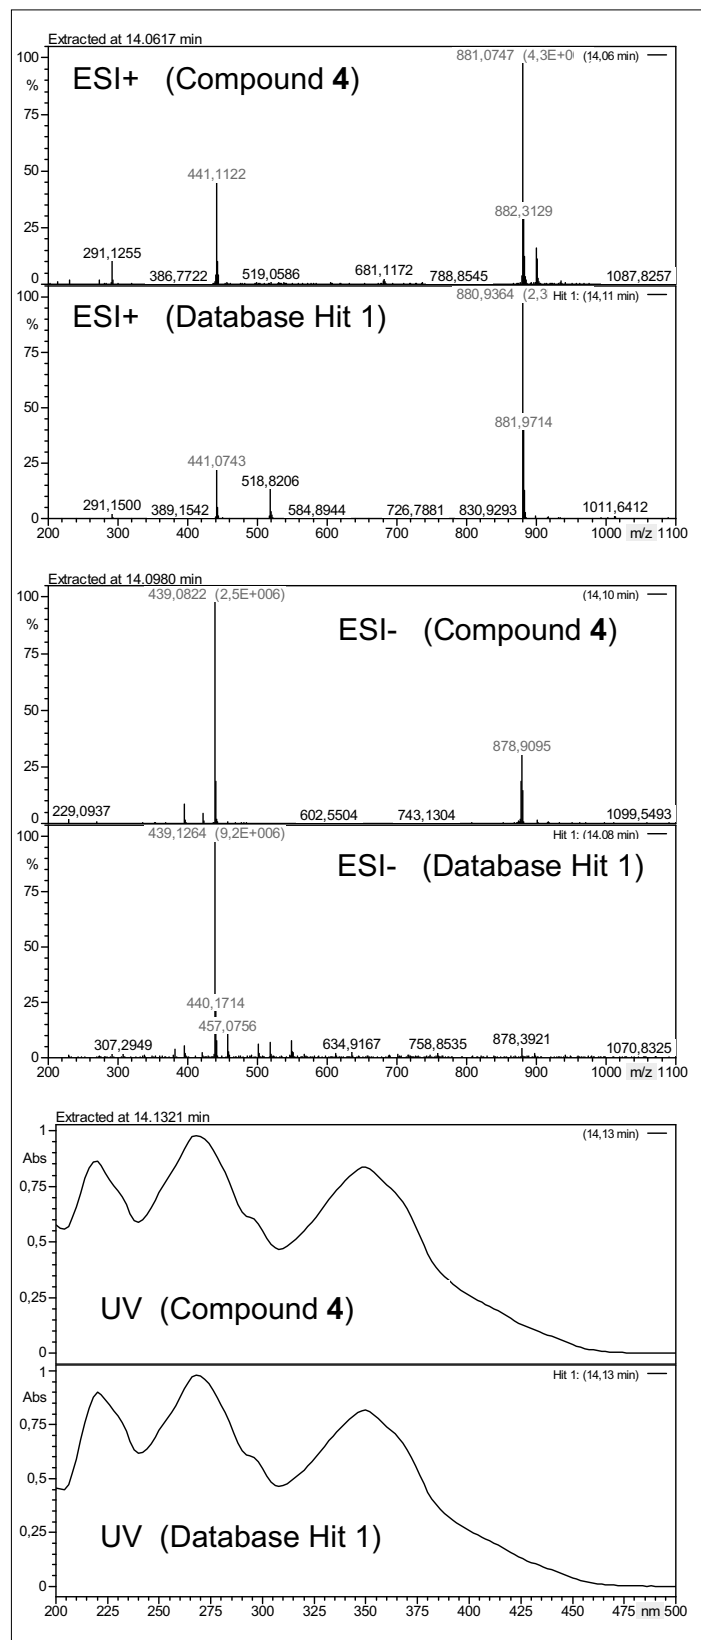 Extracted at 14.0617 min
881,0747 (4,3E+0 (14,06 min)
100
%
75
50
25
0
ESI+ (Compound 4)
441,1122
882,3129
291,1255
386,7722 519,0586 681,1172 788,8545 1087,8257
880,9364 (2,3 Hit 1: (14,11 min)
100
%
75
50
25
0
ESI+ (Database Hit 1)
881,9714
441,0743
518,8206
291,1500 389,1542 584,8944 726,7881 830,9293 1011,6412
200 300 400 500 600 700 800 900 m/z 1100
Extracted at 14.0980 min
439,0822 (2,5E+006) (14,10 min)
100
%
75
50
25
0
ESI- (Compound 4)
878,9095
229,0937 602,5504 743,1304 1099,5493
439,1264 (9,2E+006) Hit 1: (14,08 min)
100
%
75
50
25
0
ESI- (Database Hit 1)
440,1714
457,0756
307,2949 634,9167 758,8535 878,3921 1070,8325
200 300 400 500 600 700 800 900 1000 m/z 1100
Extracted at 14.1321 min
(14,13 min)
1
Abs
0,75
0,5
0,25
0
UV (Compound 4)
Hit 1: (14,13 min)
1
Abs
0,75
0,5
0,25
0
UV (Database Hit 1)
200 225 250 275 300 325 350 375 400 425 450 475 nm 500